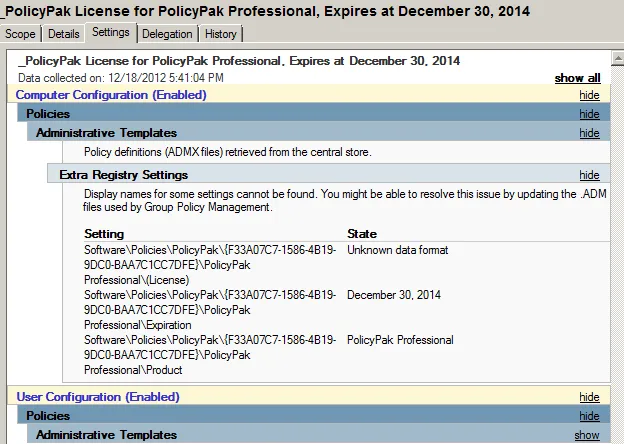 _PolicyPak License for PolicyPak Professional, Expires at December 30, 2014
Scope Details Settings Delegation History
_PolicyPak License for PolicyPak Professional, Expires at December 30, 2014
Data collected on: 12/18/2012 5:41:04 PM show all
Computer Configuration (Enabled) hide
Policies hide
Administrative Templates hide
Policy definitions (ADMX files) retrieved from the central store.
Extra Registry Settings hide
Display names for some settings cannot be found. You might be able to resolve this issue by updating the .ADM
files used by Group Policy Management.
Setting State
Software\Policies\PolicyPak\{F33A07C7-1586-4B19- Unknown data format
9DC0-BAA7C1CC7DFE}\PolicyPak
Professional\(License)
Software\Policies\PolicyPak\{F33A07C7-1586-4B19- December 30, 2014
9DC0-BAA7C1CC7DFE}\PolicyPak
Professional\Expiration
Software\Policies\PolicyPak\{F33A07C7-1586-4B19- PolicyPak Professional
9DC0-BAA7C1CC7DFE}\PolicyPak
Professional\Product
User Configuration (Enabled) hide
Policies hide
Administrative Templates show